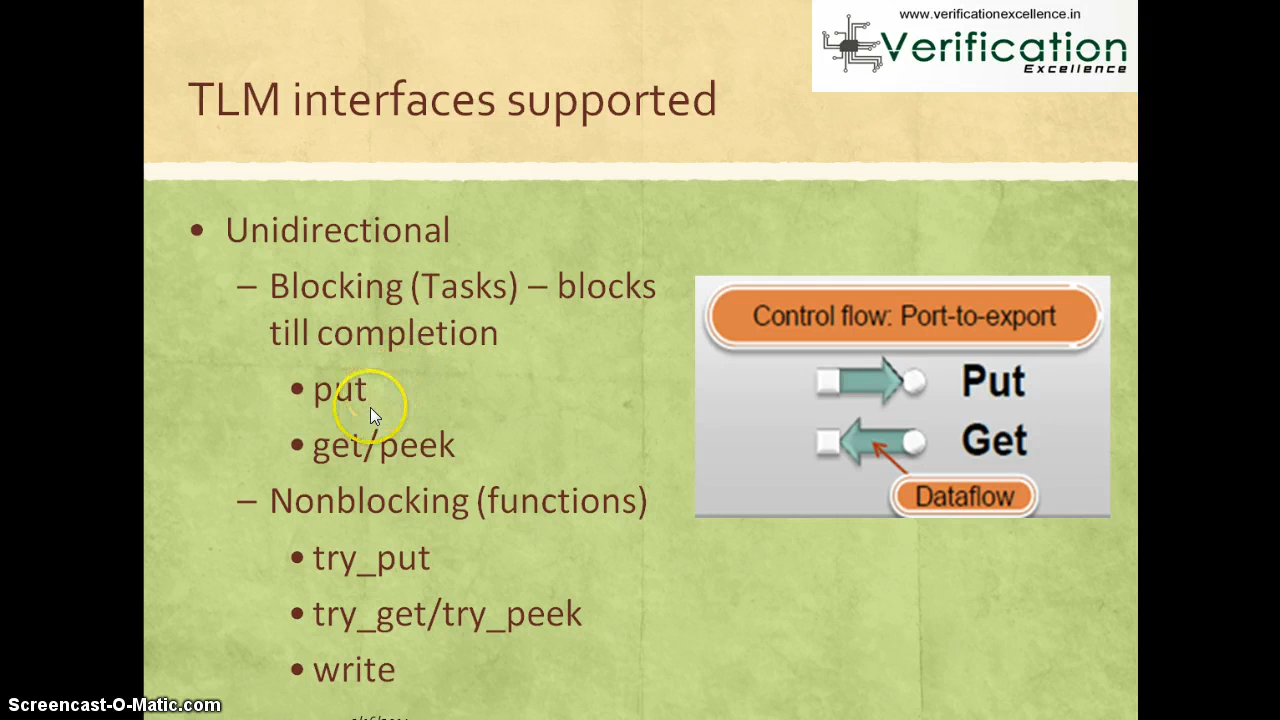 www.verificationexcellence.in
Verification
Excellence
TLM interfaces supported
• Unidirectional
– Blocking (Tasks) – blocks
till completion
• put
• get/peek
– Nonblocking (functions)
• try_put
• try_get/try_peek
• write
Control flow: Port-to-export
Put
Get
Dataflow
Screencast-O-Matic.com